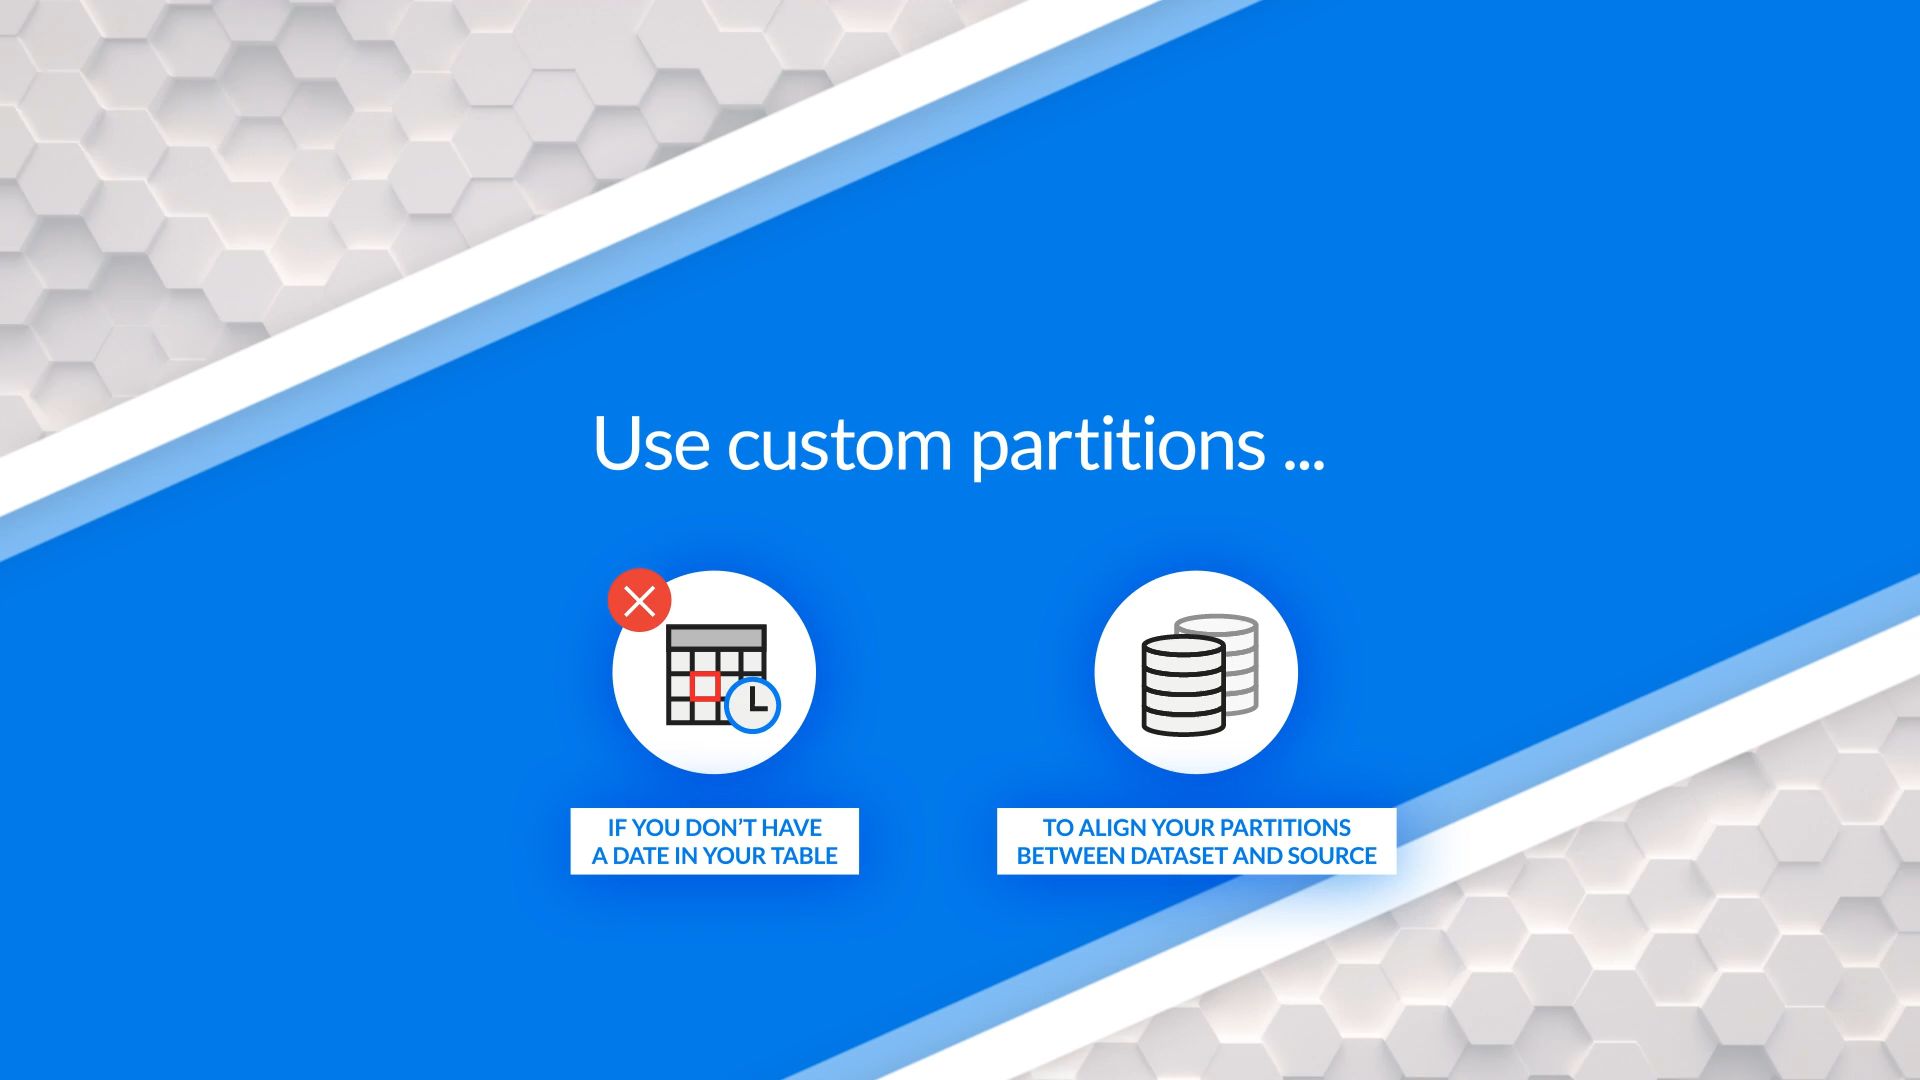 Use custom partitions ...
IF YOU DON'T HAVE
A DATE IN YOUR TABLE
TO ALIGN YOUR PARTITIONS
BETWEEN DATASET AND SOURCE